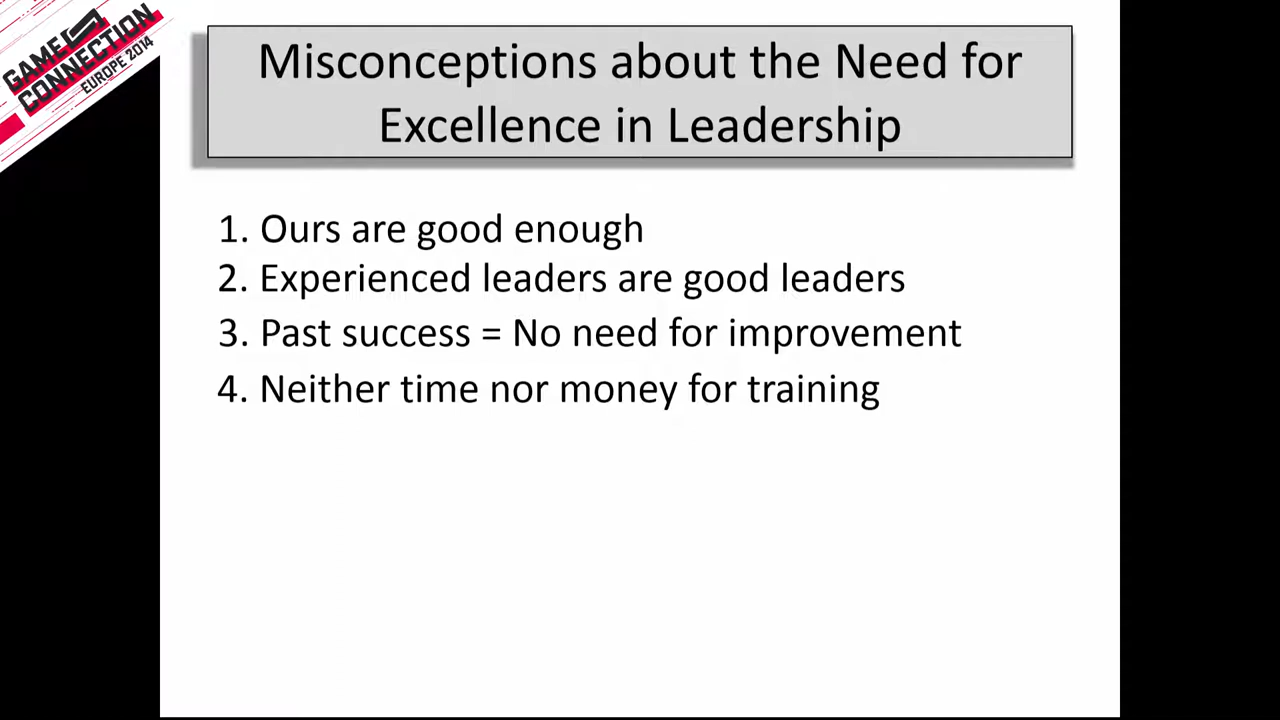 GAME
CONNECTION
EUROPE 2014
Misconceptions about the Need for
Excellence in Leadership
1. Ours are good enough
2. Experienced leaders are good leaders
3. Past success = No need for improvement
4. Neither time nor money for training